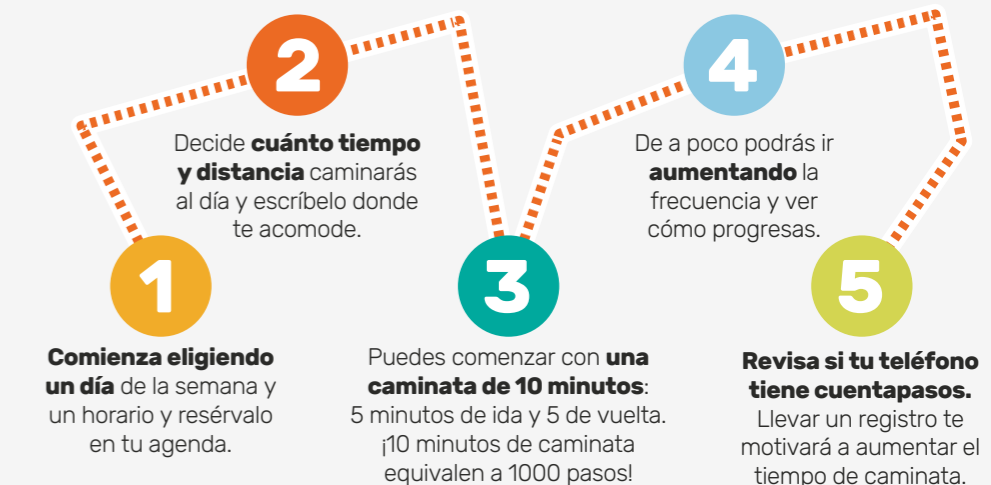 1
Comienza eligiendo
un día de la semana y
un horario y resérvalo
en tu agenda.
2
Decide cuánto tiempo
y distancia caminarás
al día y escríbelo donde
te acomode.
3
Puedes comenzar con una
caminata de 10 minutos:
5 minutos de ida y 5 de vuelta.
¡10 minutos de caminata
equivalen a 1000 pasos!
4
De a poco podrás ir
aumentando la
frecuencia y ver
cómo progresas.
5
Revisa si tu teléfono
tiene cuentapasos.
Llevar un registro te
motivará a aumentar el
tiempo de caminata.